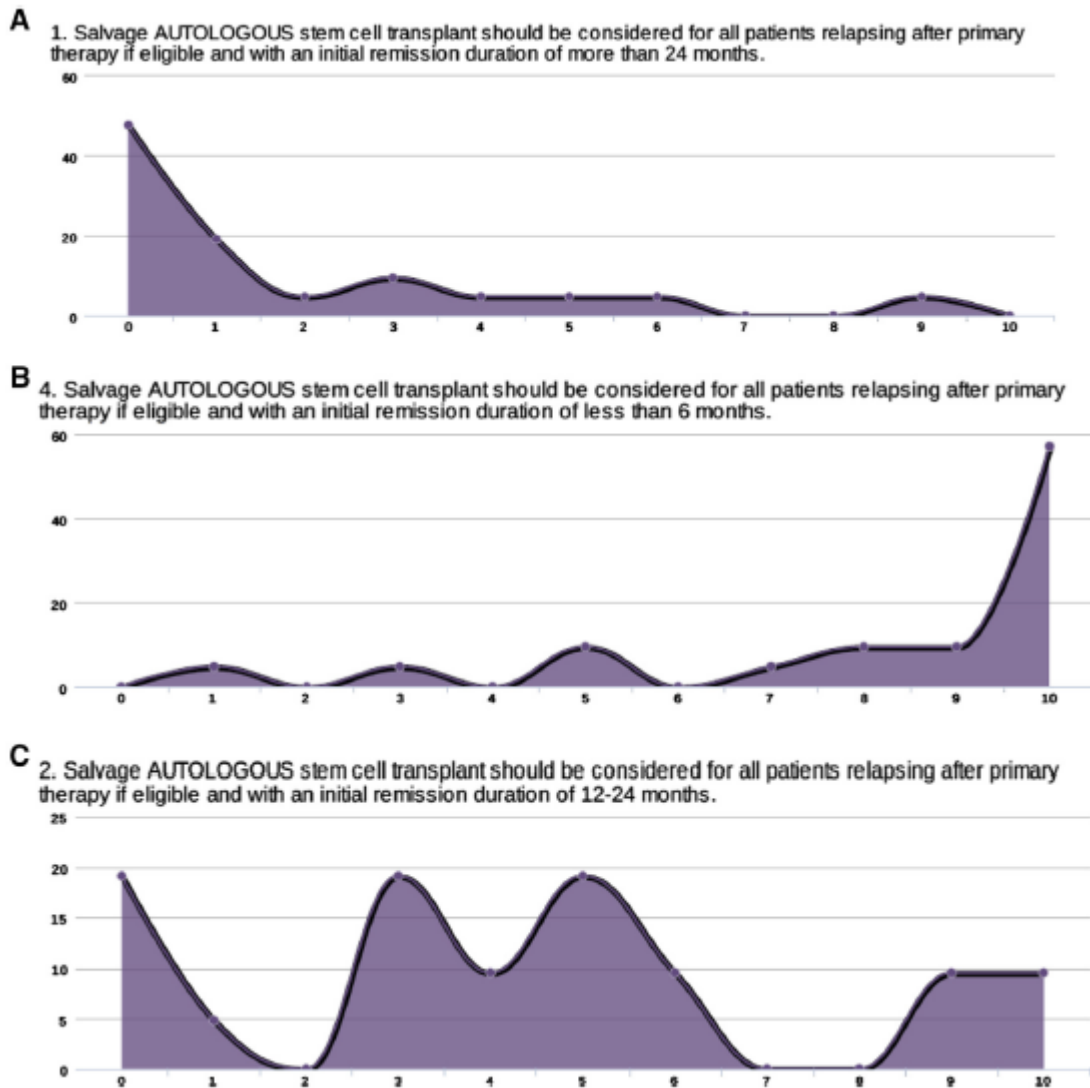 A
1. Salvage AUTOLOGOUS stem cell transplant should be considered for all patients relapsing after primary
therapy if eligible and with an initial remission duration of more than 24 months.
60
40
20
0
0 1 2 3 4 5 6 7 8 9 10
B
4. Salvage AUTOLOGOUS stem cell transplant should be considered for all patients relapsing after primary
therapy if eligible and with an initial remission duration of less than 6 months.
60
40
20
0
0 1 2 3 4 5 6 7 8 9 10
C
2. Salvage AUTOLOGOUS stem cell transplant should be considered for all patients relapsing after primary
therapy if eligible and with an initial remission duration of 12-24 months.
25
20
15
10
5
0
0 1 2 3 4 5 6 7 8 9 10